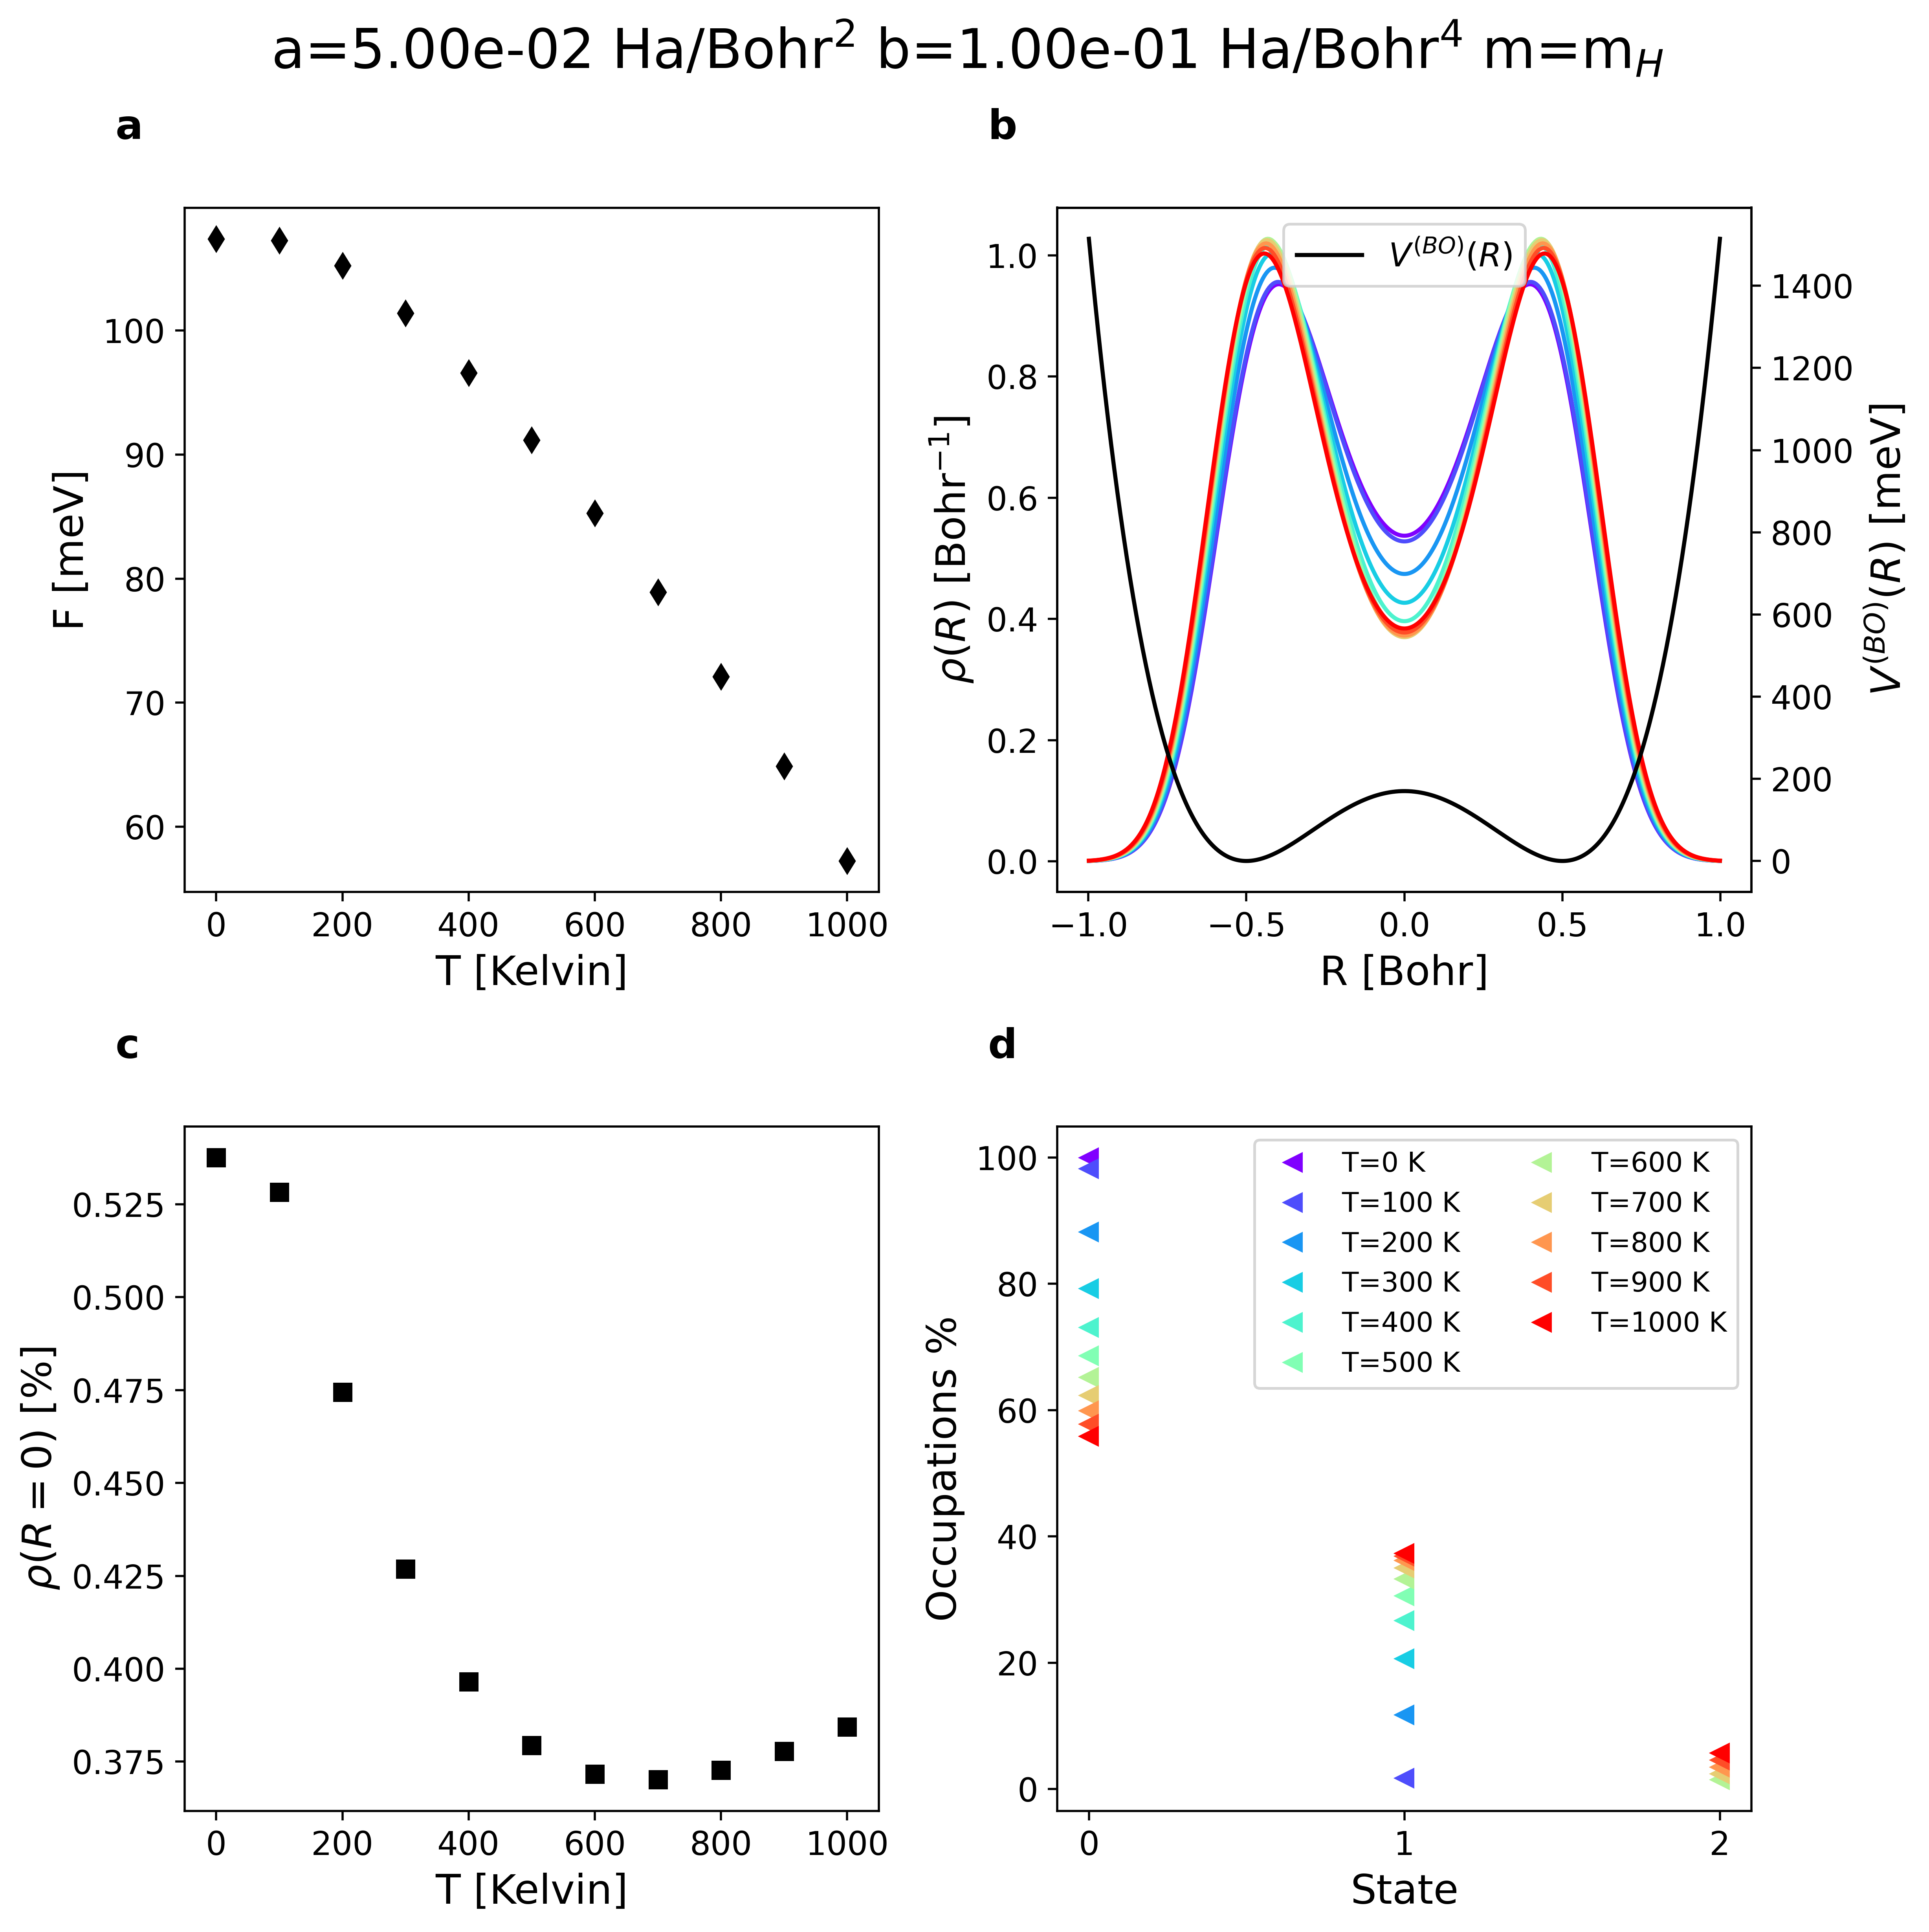 a=5.00e-02 Ha/Bohr² b=1.00e-01 Ha/Bohr⁴ m=m_H
a
F [meV]
100
90
80
70
60
0 200 400 600 800 1000
T [Kelvin]
b
V^(BO)(R)
ρ(R) [Bohr⁻¹]
1.0
0.8
0.6
0.4
0.2
0.0
1400
1200
1000
800
600
400
200
0
V^(BO)(R) [meV]
−1.0 −0.5 0.0 0.5 1.0
R [Bohr]
c
ρ(R = 0) [%]
0.525
0.500
0.475
0.450
0.425
0.400
0.375
0 200 400 600 800 1000
T [Kelvin]
d
Occupations %
100
80
60
40
20
0
T=0 K
T=100 K
T=200 K
T=300 K
T=400 K
T=500 K
T=600 K
T=700 K
T=800 K
T=900 K
T=1000 K
0 1 2
State